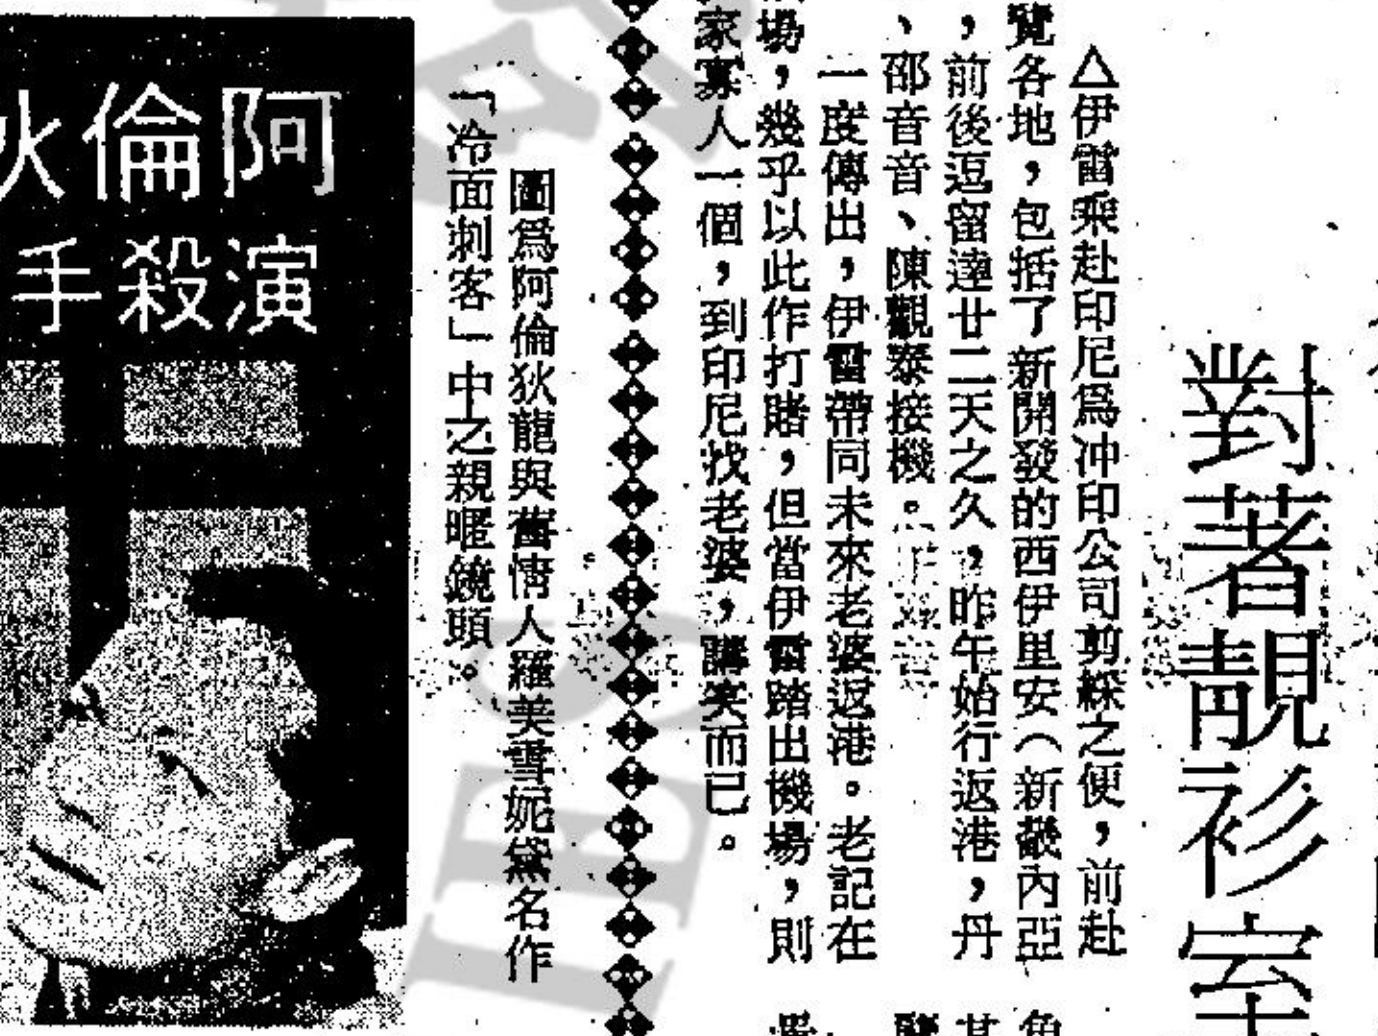 對著靚衫室
△伊雷乘赴印尼爲冲印公司剪綵之便，前赴
覽各地，包括了新開發的西伊里安（新畿內亞
，前後逗留達廿二天之久，昨午始行返港，丹
、邵音音、陳觀泰接機。
一度傳出，伊雷帶同未來老婆返港。老記在
場，幾乎以此作打賭，但當伊雷踏出機場，則
家寡人一個，到印尼找老婆，講笑而已。
圖爲阿倫狄龍與舊情人羅美雪妮黛名作
「冷面刺客」中之親暱鏡頭。
阿倫狄
演殺手